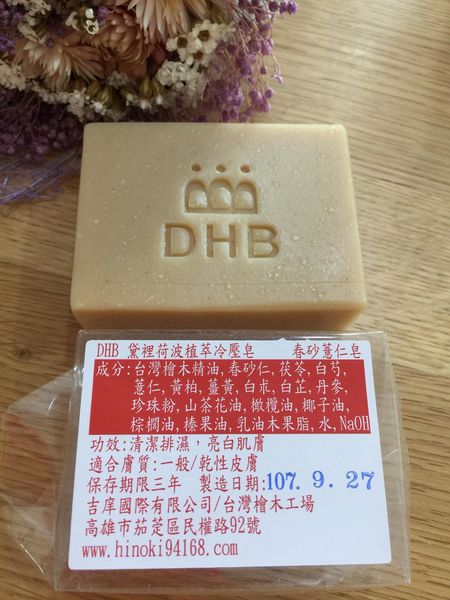 DHB
DHB 黛裡荷波植萃冷壓皂 春砂薏仁皂
成分:台灣檜木精油,春砂仁,茯苓,白芍,
薏仁,黃柏,薑黃,白朮,白芷,丹參,
珍珠粉,山茶花油,橄欖油,椰子油,
棕櫚油,榛果油,乳油木果脂,水,NaOH
功效:清潔排濕,亮白肌膚
適合膚質:一般/乾性皮膚
保存期限三年 製造日期:107.9.27
吉庠國際有限公司/台灣檜木工場
高雄市茄萣區民權路92號
www.hinoki94168.com